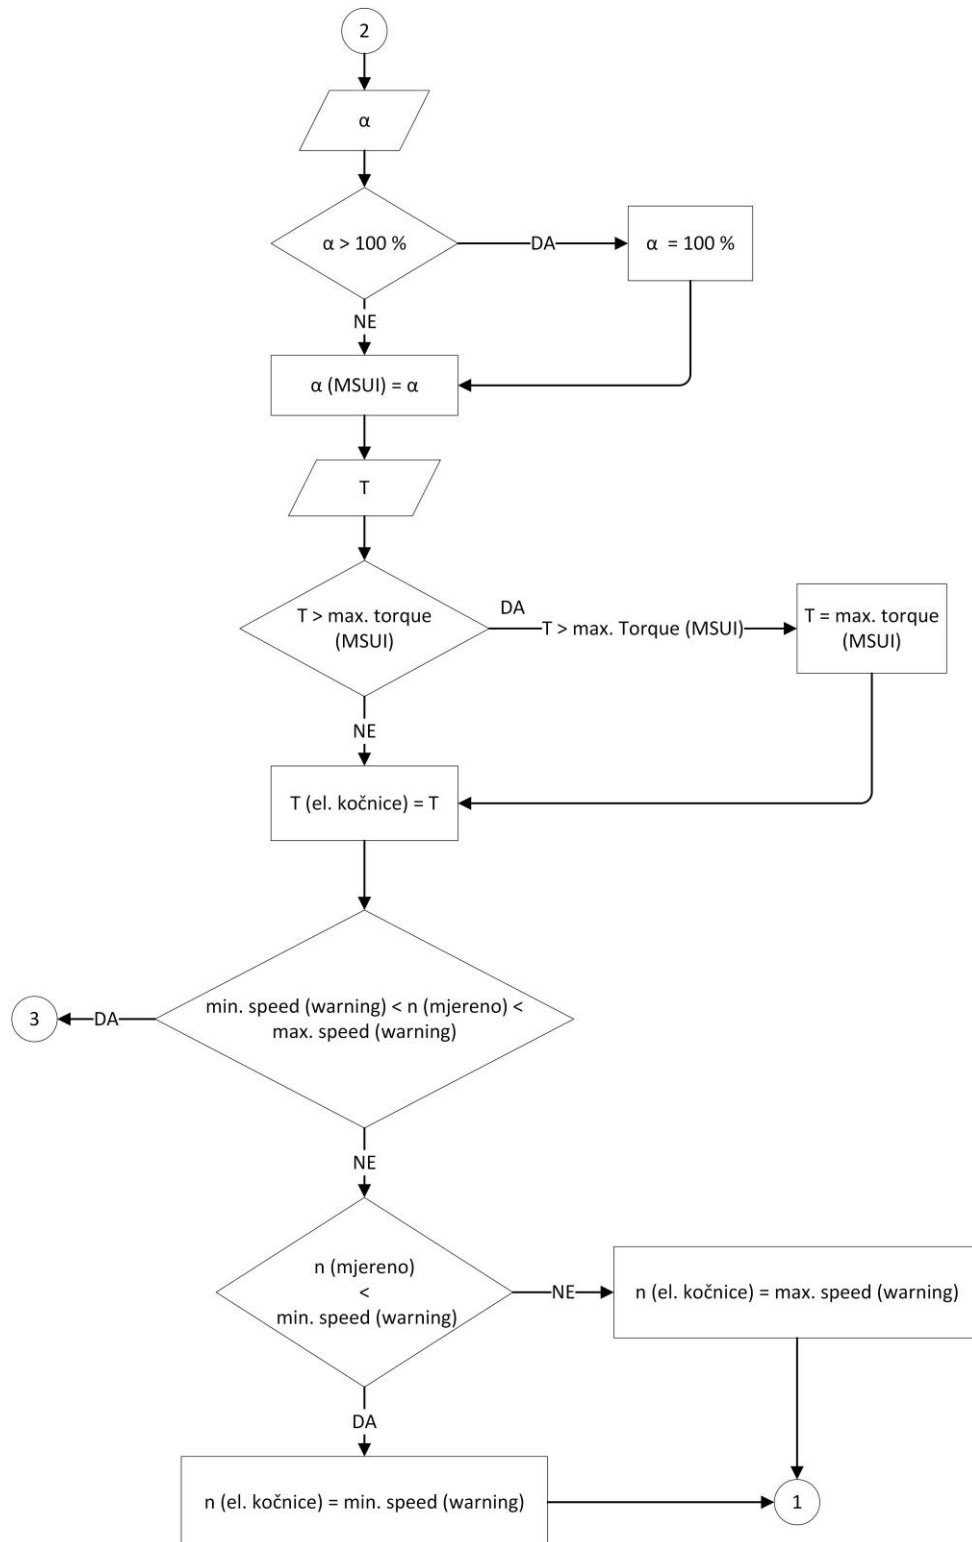 2
α
α > 100 %
DA
α = 100 %
NE
α (MSUI) = α
T
T > max. torque
(MSUI)
DA
T > max. Torque (MSUI)
T = max. torque
(MSUI)
NE
T (el. kočnice) = T
min. speed (warning) < n (mjereno) <
max. speed (warning)
DA
3
NE
n (mjereno)
<
min. speed (warning)
NE
n (el. kočnice) = max. speed (warning)
DA
n (el. kočnice) = min. speed (warning)
1